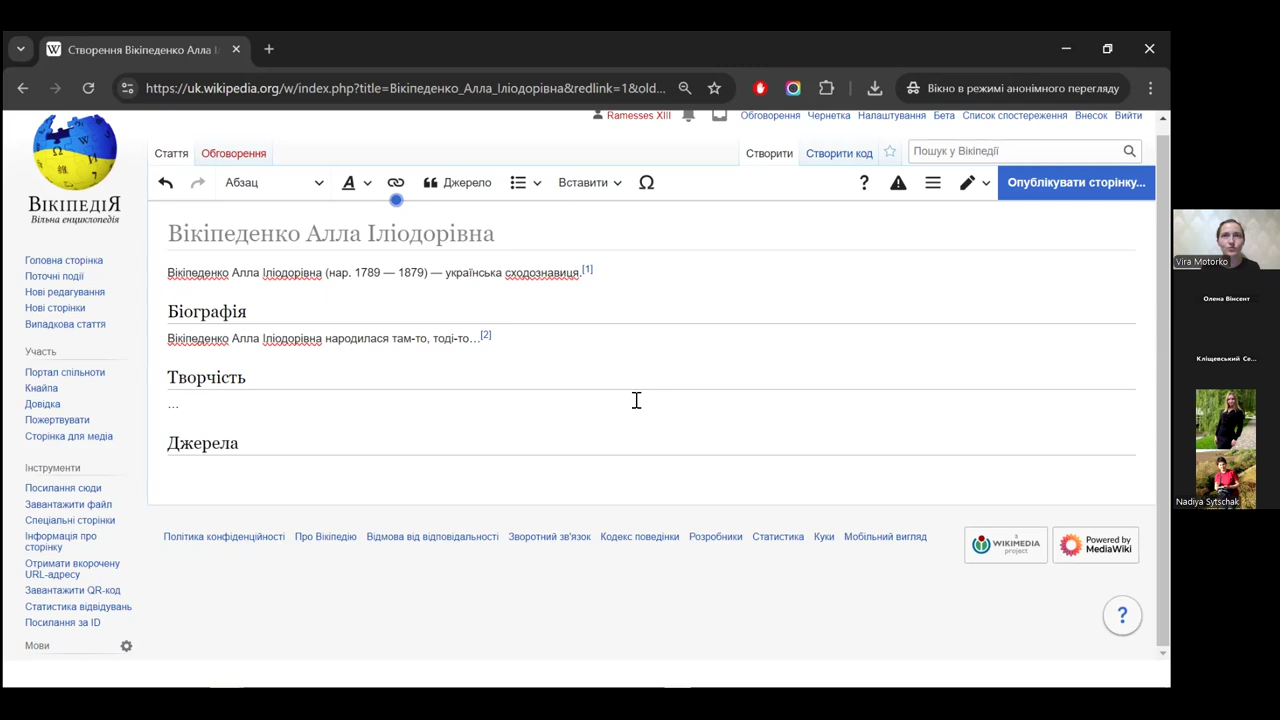 Створення Вікіпеденко Алла І
https://uk.wikipedia.org/w/index.php?title=Вікіпеденко_Алла_Іліодорівна&redlink=1&old...
Вікно в режимі анонімного перегляду
Ramesses XIII
Обговорення Чернетка Налаштування Бета Список спостереження Внесок Вийти
Стаття Обговорення Створити Створити код Пошук у Вікіпедії
Абзац A Джерело Вставити Ω ? Опублікувати сторінку...
ВІКІПЕДІЯ
Вільна енциклопедія
Головна сторінка
Поточні події
Нові редагування
Нові сторінки
Випадкова стаття
Участь
Портал спільноти
Кнайпа
Довідка
Пожертвувати
Сторінка для медіа
Інструменти
Посилання сюди
Завантажити файл
Спеціальні сторінки
Інформація про
сторінку
Отримати вкорочену
URL-адресу
Завантажити QR-код
Статистика відвідувань
Посилання за ID
Мови
Вікіпеденко Алла Іліодорівна
Вікіпеденко Алла Іліодорівна (нар. 1789 — 1879) — українська сходознавиця.[1]
Біографія
Вікіпеденко Алла Іліодорівна народилася там-то, тоді-то…[2]
Творчість
…
Джерела
Політика конфіденційності Про Вікіпедію Відмова від відповідальності Зворотний зв'язок Кодекс поведінки Розробники Статистика Куки Мобільний вигляд
WIKIMEDIA
project
Powered by
MediaWiki
?
Vira Motorko
Олена Вінсент
Кліщевський Се...
Nadiya Sytschak